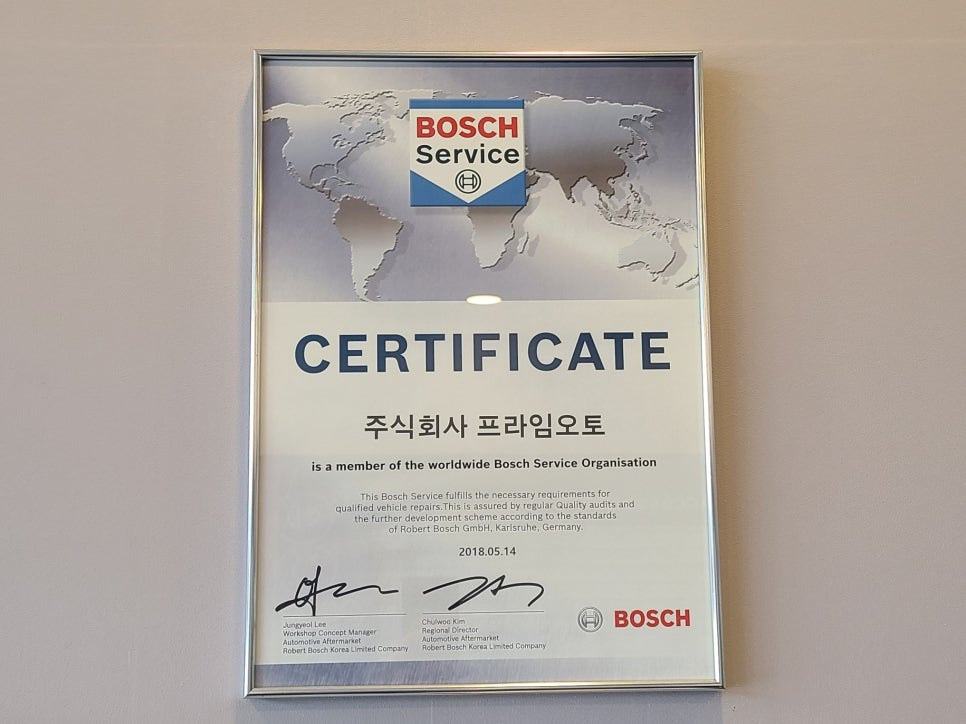 BOSCH
Service
CERTIFICATE
주식회사 프라임오토
is a member of the worldwide Bosch Service Organisation
This Bosch Service fulfills the necessary requirements for
qualified vehicle repairs.This is assured by regular Quality audits and
the further development scheme according to the standards
of Robert Bosch GmbH, Karlsruhe, Germany.
2018.05.14
Jungyeol Lee
Workshop Concept Manager
Automotive Aftermarket
Robert Bosch Korea Limited Company
Chulwoo Kim
Regional Director
Automotive Aftermarket
Robert Bosch Korea Limited Company
BOSCH